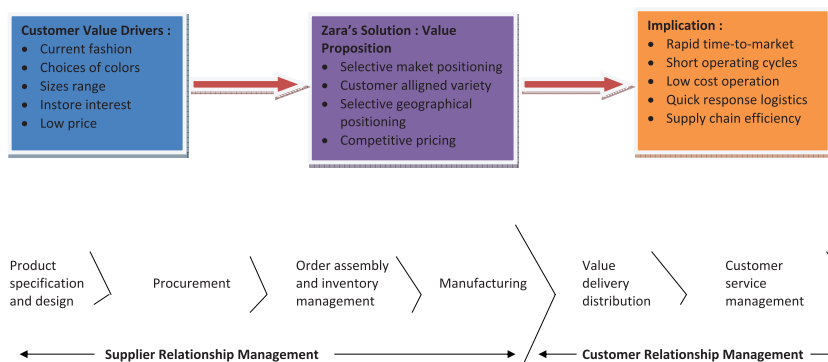 Customer Value Drivers :
• Current fashion
• Choices of colors
• Sizes range
• Instore interest
• Low price
Zara's Solution : Value
Proposition
• Selective maket positioning
• Customer alligned variety
• Selective geographical
positioning
• Competitive pricing
Implication :
• Rapid time-to-market
• Short operating cycles
• Low cost operation
• Quick response logistics
• Supply chain efficiency
Product
specification
and design
Procurement
Order assembly
and inventory
management
Manufacturing
Value
delivery
distribution
Customer
service
management
Supplier Relationship Management
Customer Relationship Management